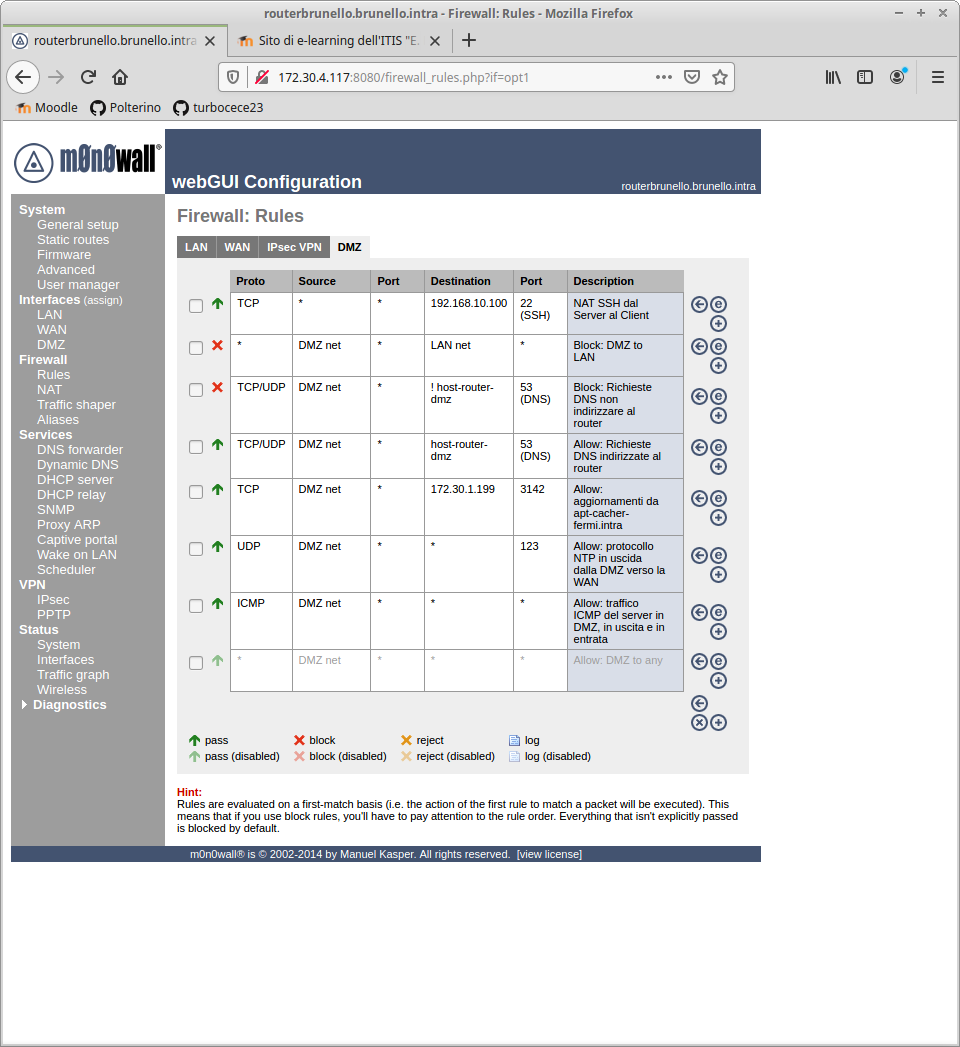 routerbrunello.brunello.intra - Firewall: Rules - Mozilla Firefox
routerbrunello.brunello.intra
Sito di e-learning dell'ITIS "E.
172.30.4.117:8080/firewall_rules.php?if=opt1
Moodle Polterino turbocece23
m0n0wall®
webGUI Configuration
routerbrunello.brunello.intra
System
General setup
Static routes
Firmware
Advanced
User manager
Interfaces (assign)
LAN
WAN
DMZ
Firewall
Rules
NAT
Traffic shaper
Aliases
Services
DNS forwarder
Dynamic DNS
DHCP server
DHCP relay
SNMP
Proxy ARP
Captive portal
Wake on LAN
Scheduler
VPN
IPsec
PPTP
Status
System
Interfaces
Traffic graph
Wireless
Diagnostics
Firewall: Rules
LAN WAN IPsec VPN DMZ
Proto Source Port Destination Port Description
TCP * * 192.168.10.100 22 NAT SSH dal
(SSH) Server al Client
* DMZ net * LAN net * Block: DMZ to
LAN
TCP/UDP DMZ net * ! host-router- 53 Block: Richieste
dmz (DNS) DNS non
indirizzare al
router
TCP/UDP DMZ net * host-router- 53 Allow: Richieste
dmz (DNS) DNS indirizzate al
router
TCP DMZ net * 172.30.1.199 3142 Allow:
aggiornamenti da
apt-cacher-
fermi.intra
UDP DMZ net * * 123 Allow: protocollo
NTP in uscida
dalla DMZ verso la
WAN
ICMP DMZ net * * * Allow: traffico
ICMP del server in
DMZ, in uscita e in
entrata
* DMZ net * * * Allow: DMZ to any
pass block reject log
pass (disabled) block (disabled) reject (disabled) log (disabled)
Hint:
Rules are evaluated on a first-match basis (i.e. the action of the first rule to match a packet will be executed). This
means that if you use block rules, you'll have to pay attention to the rule order. Everything that isn't explicitly passed
is blocked by default.
m0n0wall® is © 2002-2014 by Manuel Kasper. All rights reserved. [view license]